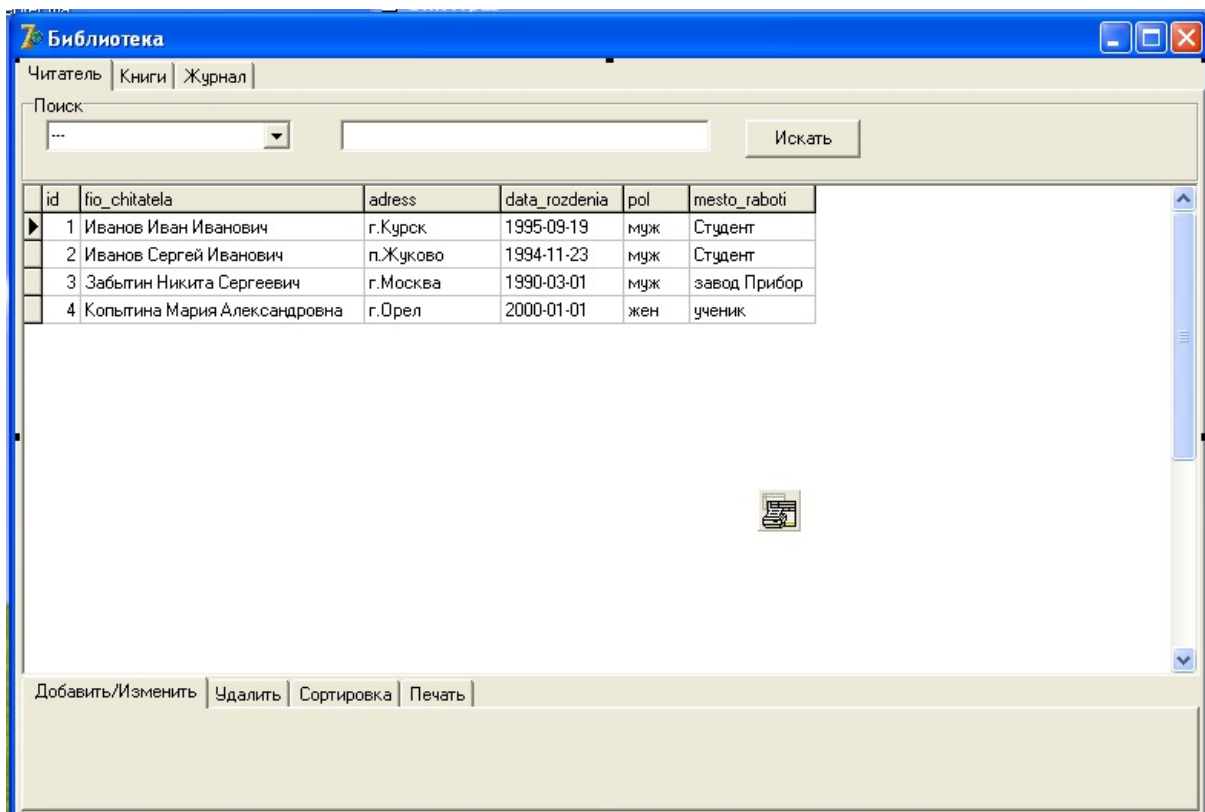 Библиотека
Читатель Книги Журнал
Поиск
--- Искать
id fio_chitatela adress data_rozdenia pol mesto_raboti
1 Иванов Иван Иванович г.Курск 1995-09-19 муж Студент
2 Иванов Сергей Иванович п.Жуково 1994-11-23 муж Студент
3 Забытин Никита Сергеевич г.Москва 1990-03-01 муж завод Прибор
4 Копытина Мария Александровна г.Орел 2000-01-01 жен ученик
Добавить/Изменить Удалить Сортировка Печать